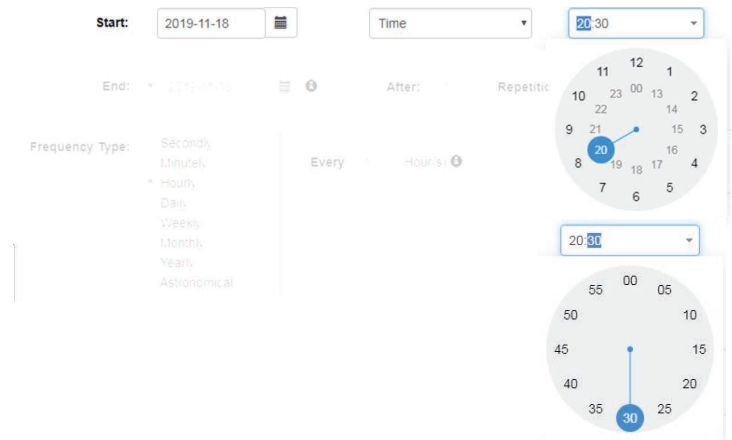 Start: 2019-11-18 Time 20:30
End: After:
Frequency Type:
Secondly
Minutely
Hourly
Daily
Weekly
Monthly
Yearly
Astronomical
Every Hour(s)
12
11 1
00
23 13
10 2
22 14
9 21 15 3
20 16
8 19 17 4
18
7 5
6
20:30
00
55 05
50 10
45 15
40 20
35 25
30